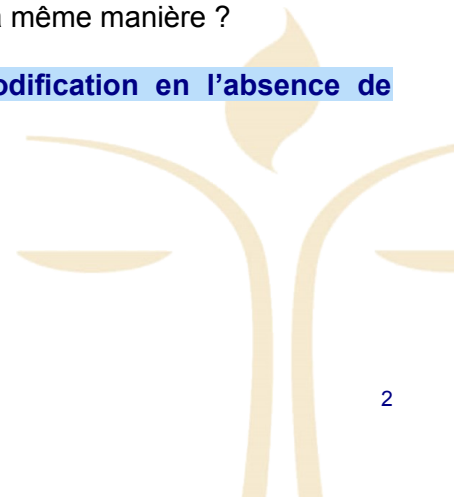 même manière ?
odification en l’absence de
2